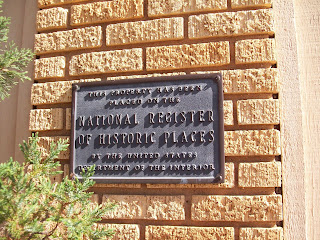 THIS PROPERTY HAS BEEN
PLACED ON THE
NATIONAL REGISTER
OF HISTORIC PLACES
BY THE UNITED STATES
DEPARTMENT OF THE INTERIOR